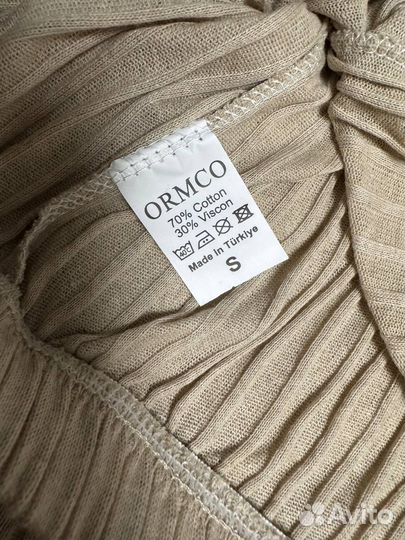 ORMCO
70% Cotton
30% Viscon
Made in Türkiye
S
Avito